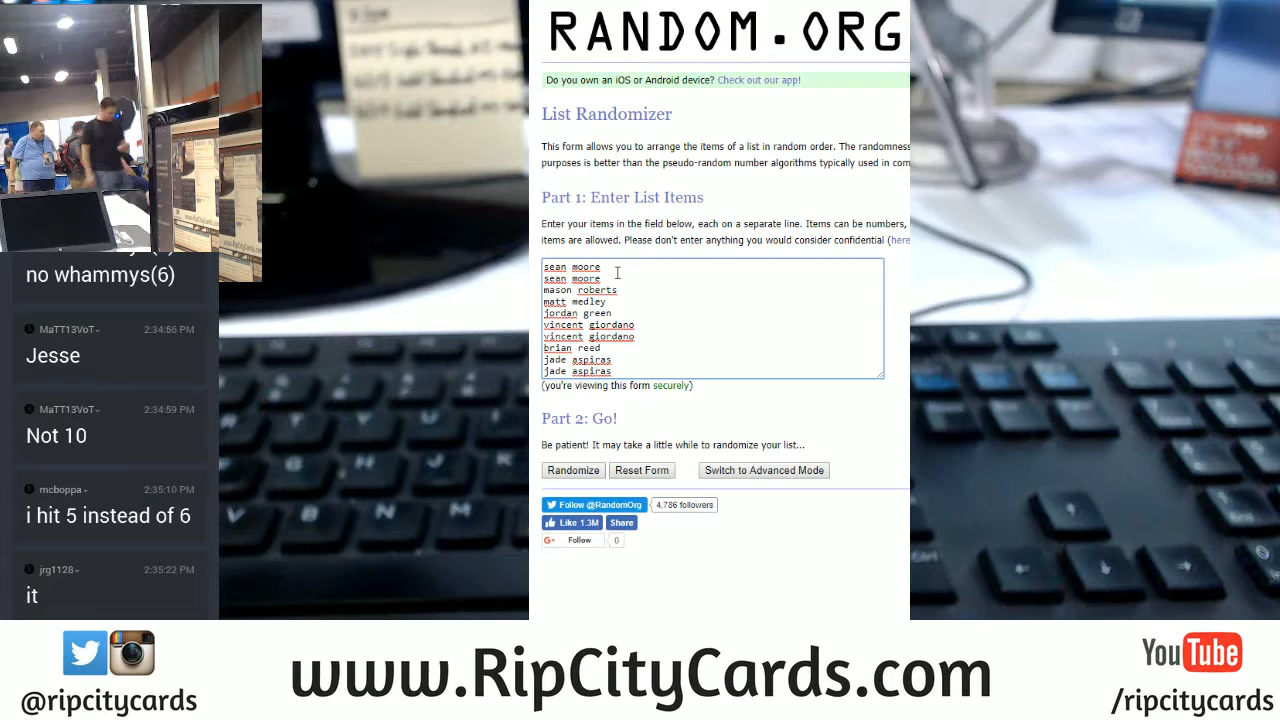 no whammys(6)
MaTT13VoT
2:34:56 PM
Jesse
MaTT13VoT
2:34:59 PM
Not 10
mcboppa
2:35:10 PM
i hit 5 instead of 6
jrg1128
2:35:22 PM
it
RANDOM.ORG
Do you own an iOS or Android device? Check out our app!
List Randomizer
This form allows you to arrange the items of a list in random order. The randomness
purposes is better than the pseudo-random number algorithms typically used in com
Part 1: Enter List Items
Enter your items in the field below, each on a separate line. Items can be numbers,
items are allowed. Please don't enter anything you would consider confidential (here
sean moore
sean moore
mason roberts
matt medley
jordan green
vincent giordano
vincent giordano
brian reed
jade aspiras
jade aspiras
(you're viewing this form securely)
Part 2: Go!
Be patient! It may take a little while to randomize your list...
Randomize Reset Form Switch to Advanced Mode
Follow @RandomOrg 4,786 followers
Like 1.3M Share
G+ Follow 0
@ripcitycards
www.RipCityCards.com
YouTube
/ripcitycards